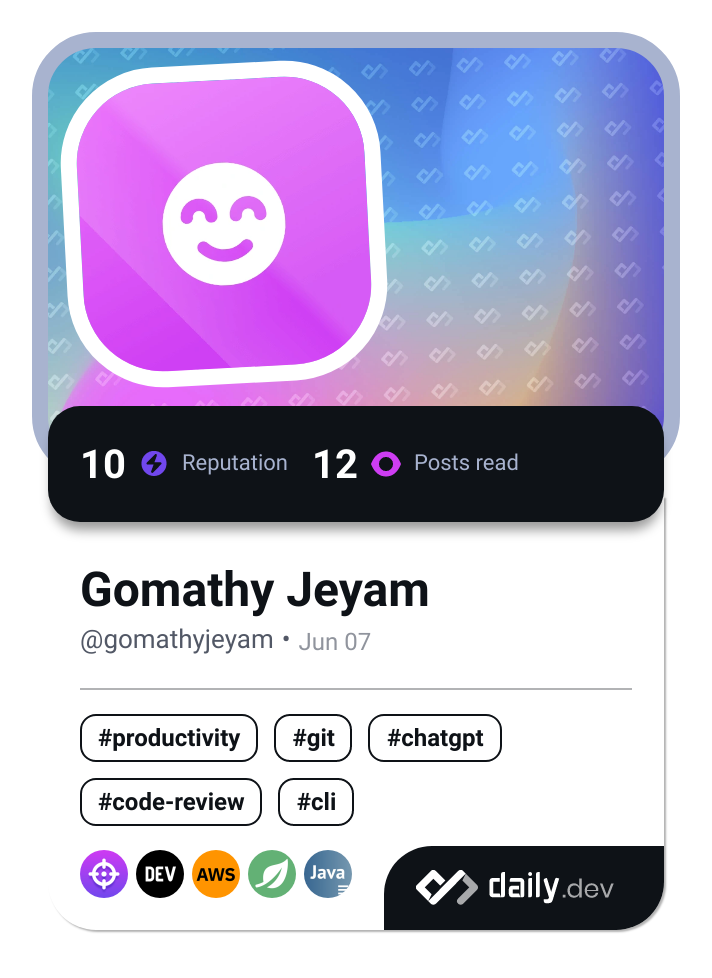 10 Reputation 12 Posts read
Gomathy Jeyam
@gomathyjeyam • Jun 07
#productivity #git #chatgpt
#code-review #cli
DEV AWS Java daily.dev